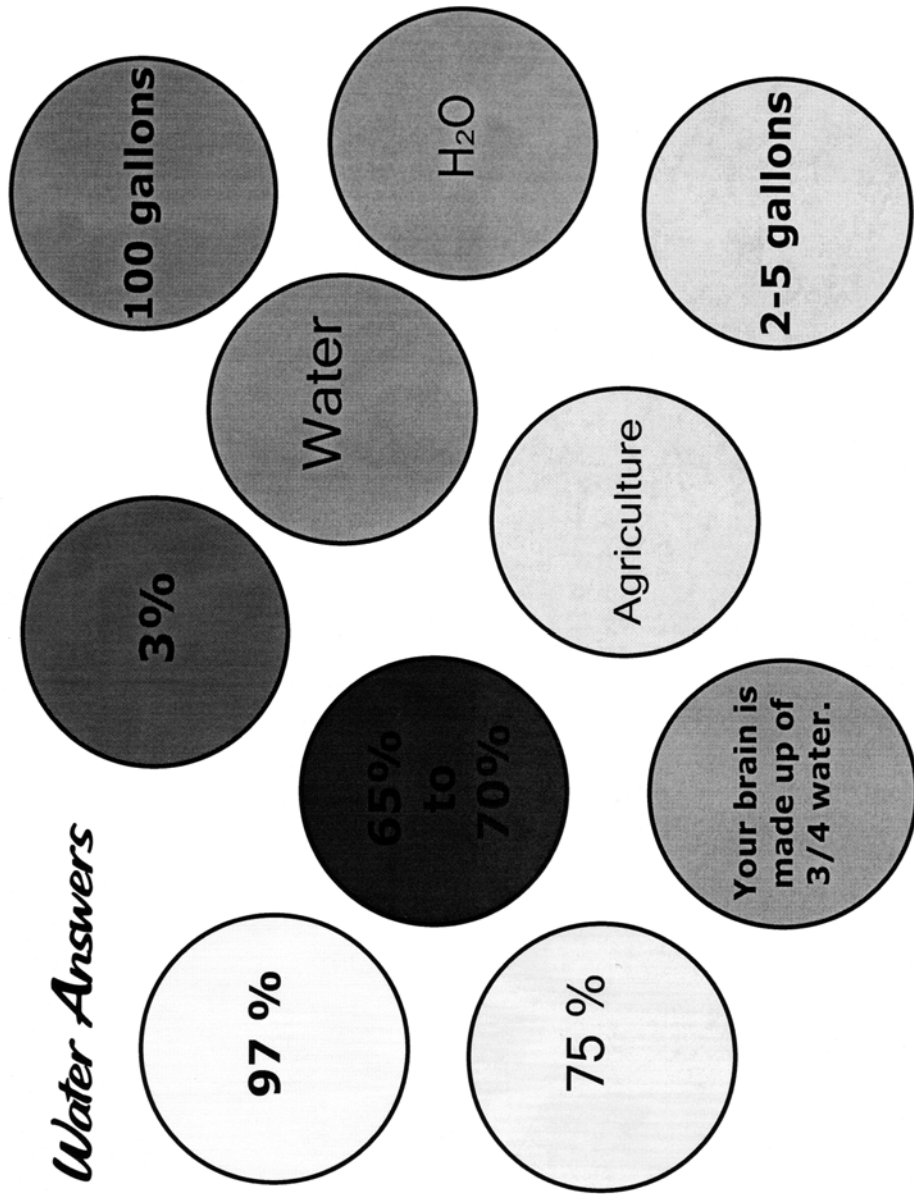 Water Answers
97 %
3%
100 gallons
65%
to
70%
Water
H₂O
75 %
Agriculture
Your brain is
made up of
3/4 water.
2-5 gallons